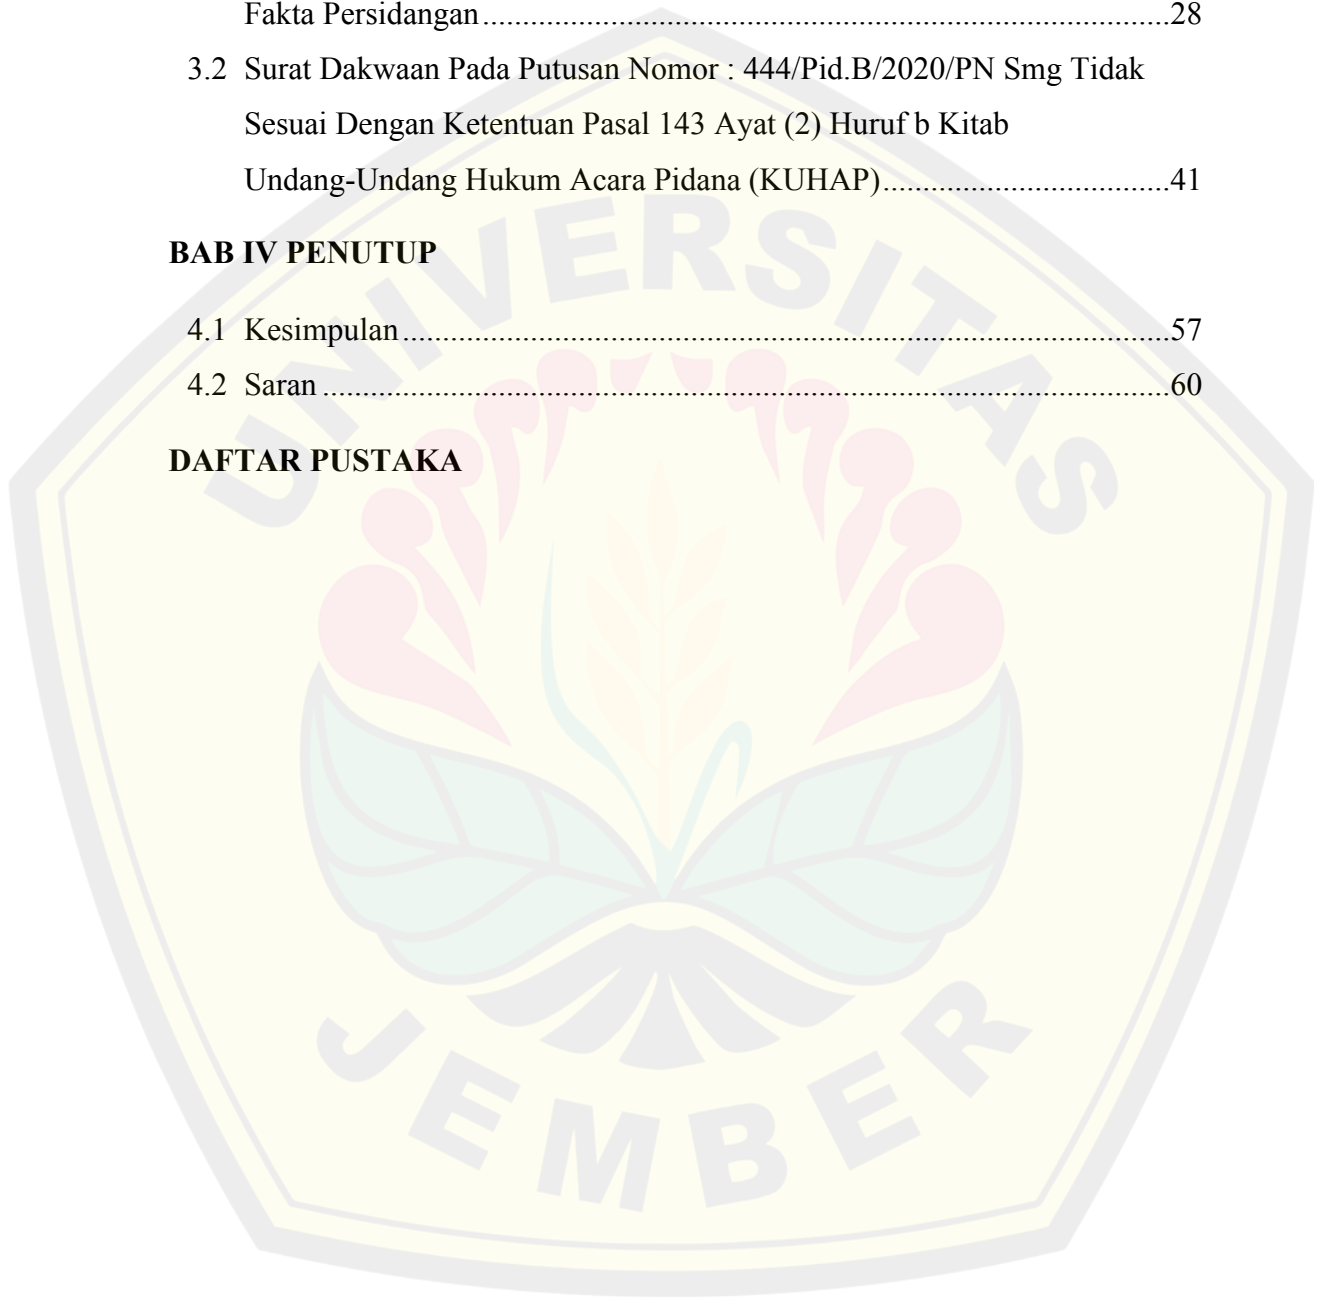 Fakta Persidangan.......................................................................................28
3.2 Surat Dakwaan Pada Putusan Nomor : 444/Pid.B/2020/PN Smg Tidak
Sesuai Dengan Ketentuan Pasal 143 Ayat (2) Huruf b Kitab
Undang-Undang Hukum Acara Pidana (KUHAP)....................................41
BAB IV PENUTUP
4.1 Kesimpulan.................................................................................................57
4.2 Saran ..........................................................................................................60
DAFTAR PUSTAKA
UNIVERSITAS
JEMBER